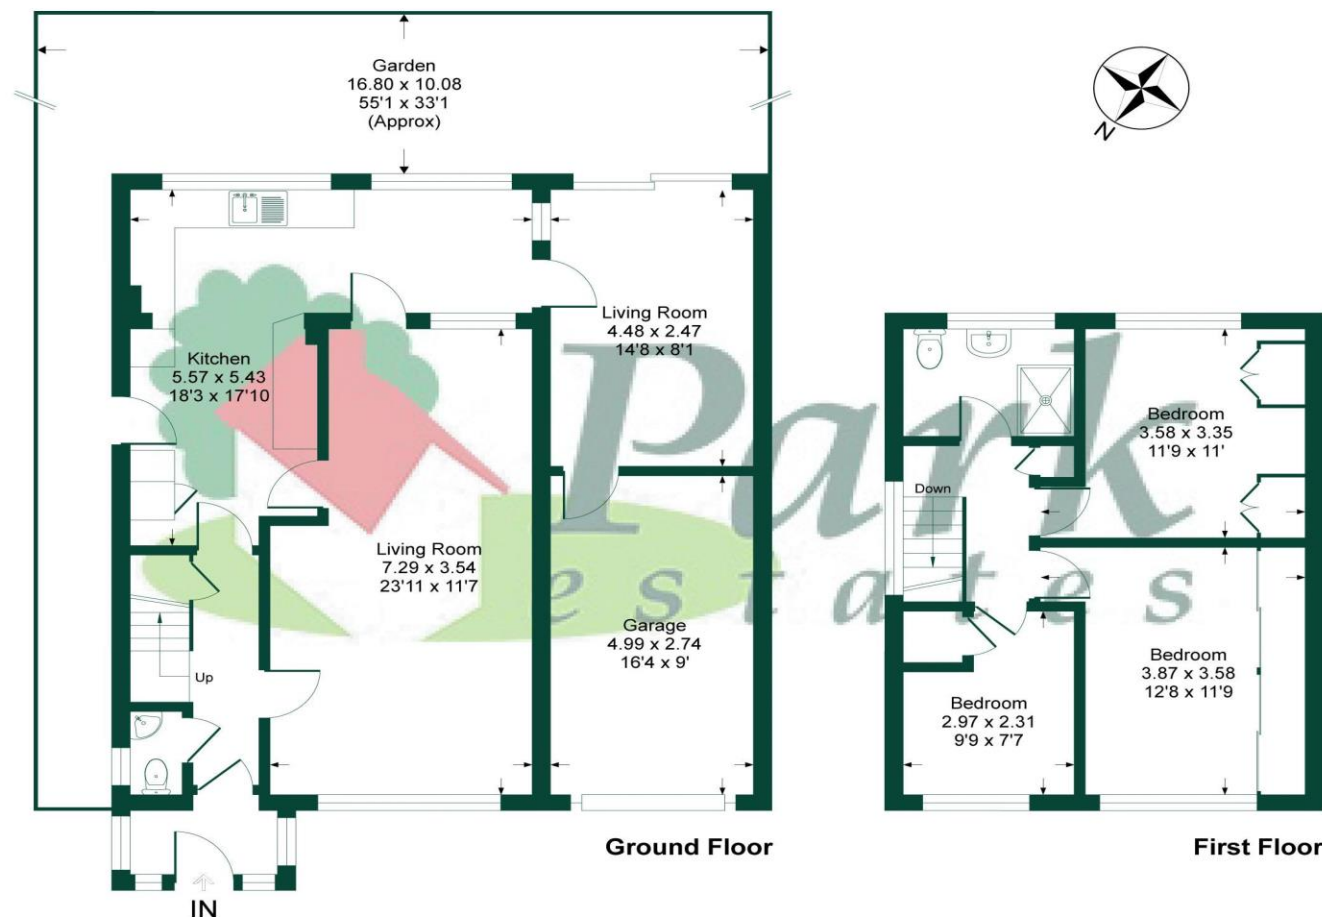 Garden
16.80 x 10.08
55'1 x 33'1
(Approx)
N
Living Room
4.48 x 2.47
14'8 x 8'1
Kitchen
5.57 x 5.43
18'3 x 17'10
Bedroom
3.58 x 3.35
11'9 x 11'
Park
estates
Down
Living Room
7.29 x 3.54
23'11 x 11'7
Garage
4.99 x 2.74
16'4 x 9'
Up
Bedroom
3.87 x 3.58
12'8 x 11'9
Bedroom
2.97 x 2.31
9'9 x 7'7
Ground Floor
First Floor
IN